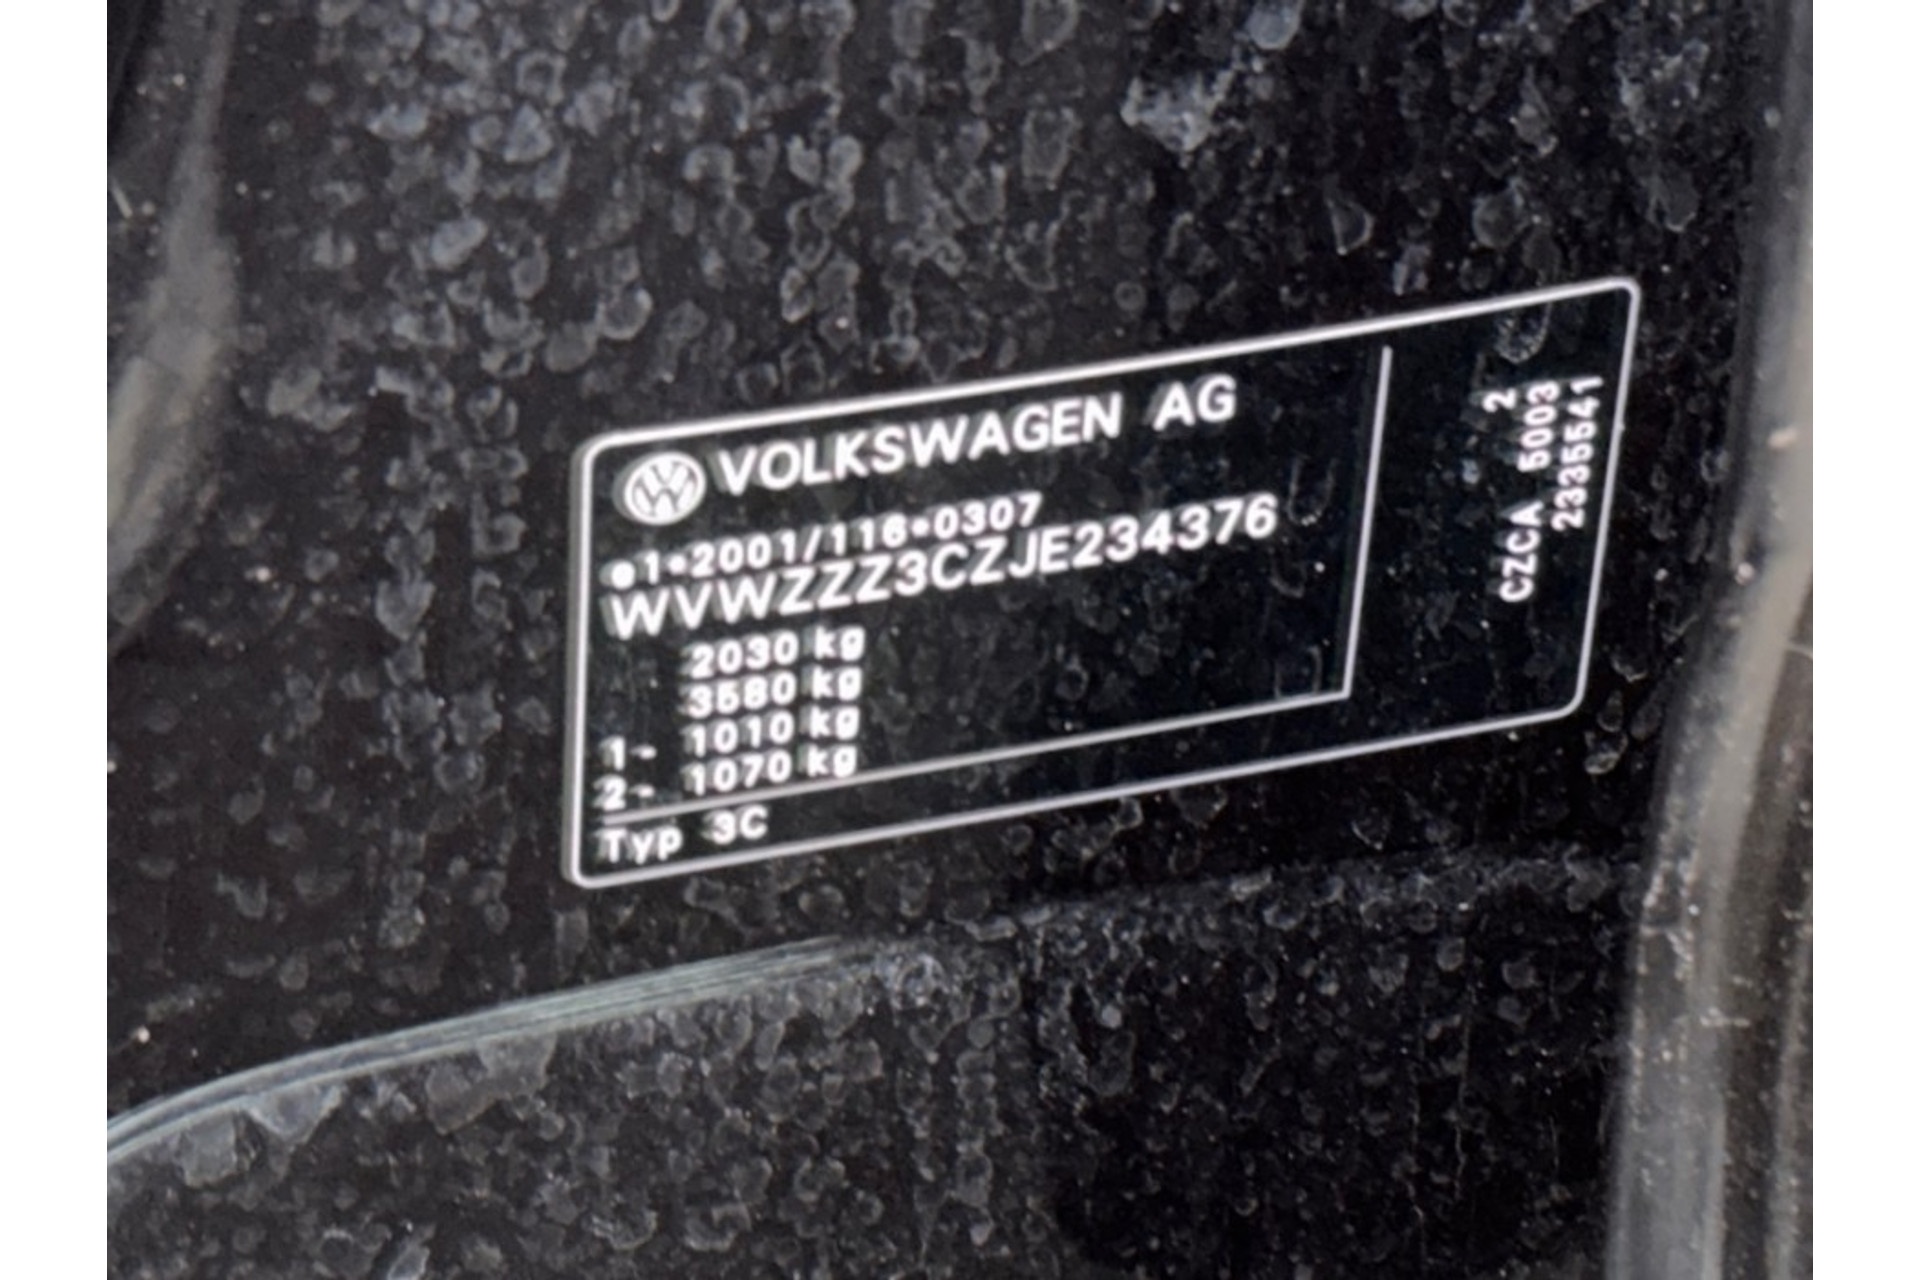 VOLKSWAGEN AG
e1*2001/116*0307
WVWZZZ3CZJE234376
2030 kg
3580 kg
1- 1010 kg
2- 1070 kg
Typ 3C
2
CZCA 5003
2335541